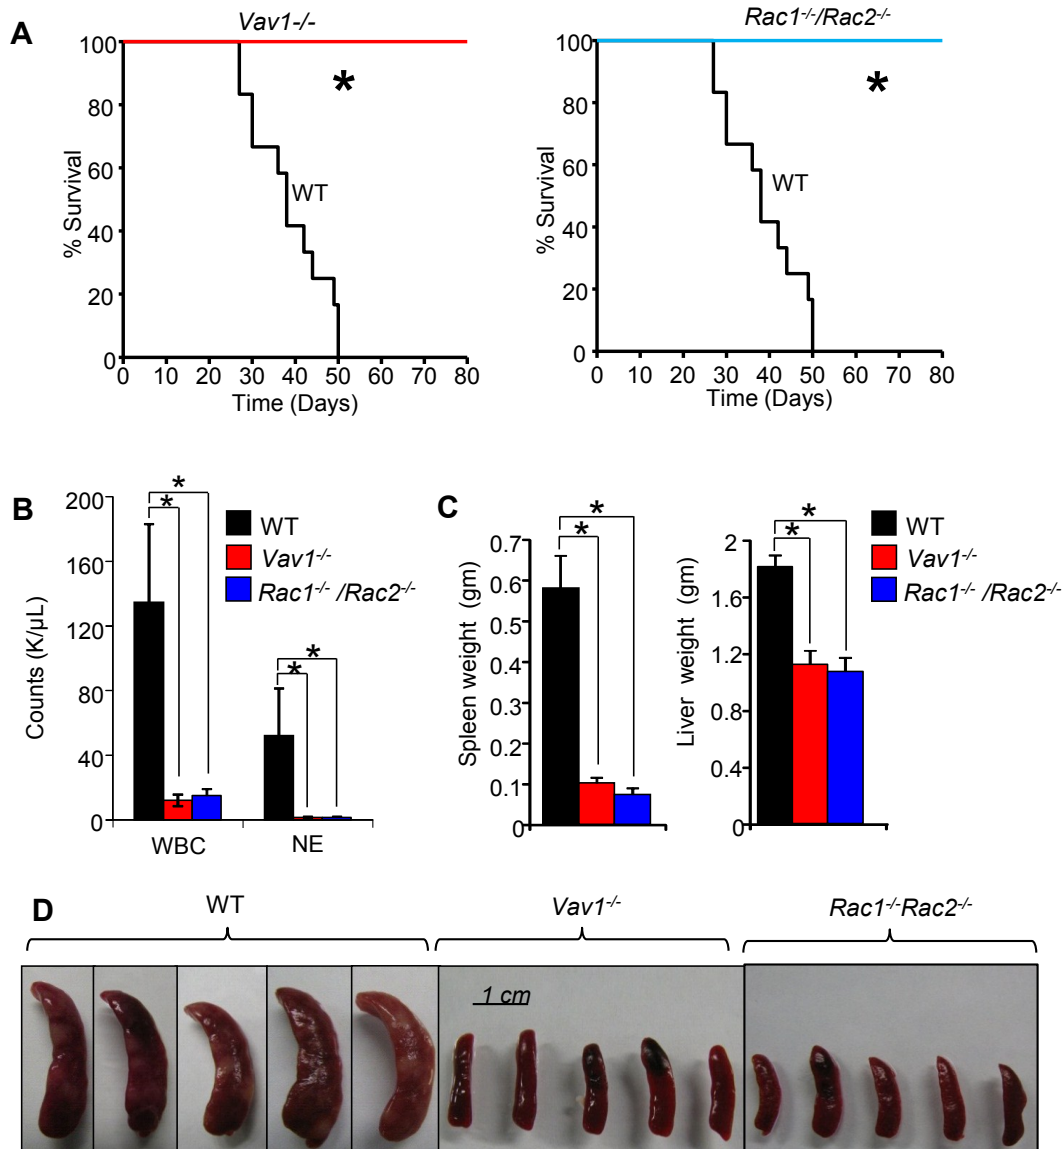 A
Vav1-/-
100
80
60
40
20
0
% Survival
*
WT
0 10 20 30 40 50 60 70 80
Time (Days)
Rac1-/-/Rac2-/-
100
80
60
40
20
0
% Survival
*
WT
0 10 20 30 40 50 60 70 80
Time (Days)
B
200
160
120
80
40
0
Counts (K/µL)
*
*
*
*
WT
Vav1-/-
Rac1-/- /Rac2-/-
WBC NE
C
0.7
0.6
0.5
0.4
0.3
0.2
0.1
0
Spleen weight (gm)
*
*
2
1.6
1.2
0.8
0.4
0
Liver weight (gm)
*
*
WT
Vav1-/-
Rac1-/- /Rac2-/-
D
WT
Vav1-/-
Rac1-/-Rac2-/-
1 cm